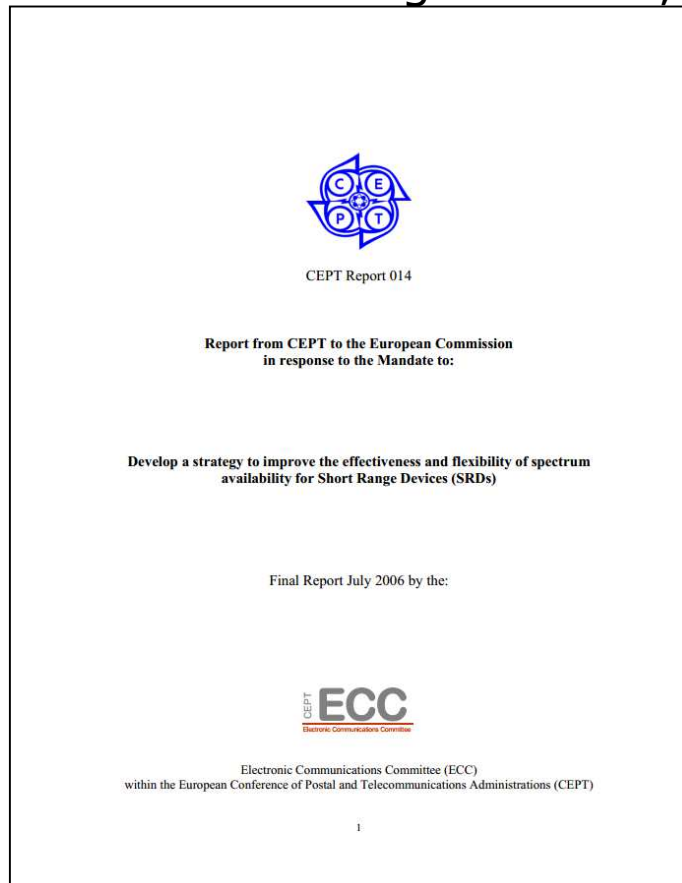 C E
P T
CEPT Report 014
Report from CEPT to the European Commission
in response to the Mandate to:
Develop a strategy to improve the effectiveness and flexibility of spectrum
availability for Short Range Devices (SRDs)
Final Report July 2006 by the:
CEPT ECC
Electronic Communications Committee
Electronic Communications Committee (ECC)
within the European Conference of Postal and Telecommunications Administrations (CEPT)
1